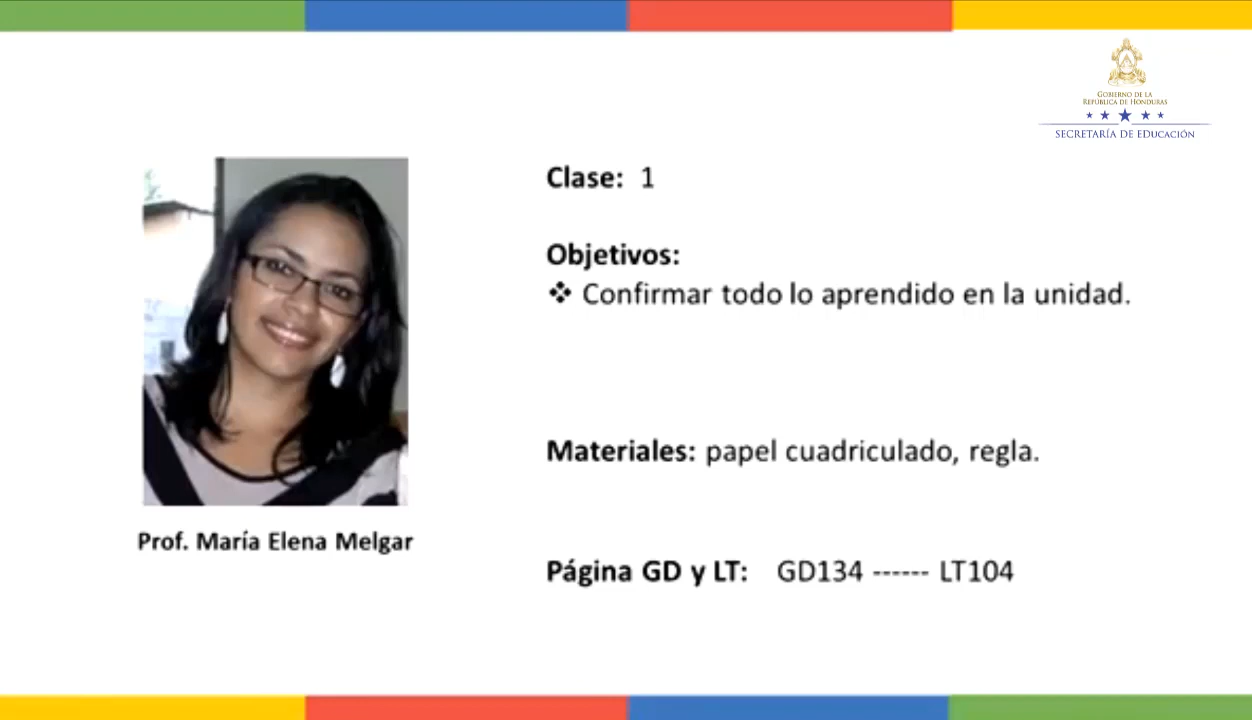 GOBIERNO DE LA
REPÚBLICA DE HONDURAS
SECRETARÍA DE EDUCACIÓN
Clase: 1
Objetivos:
❖ Confirmar todo lo aprendido en la unidad.
Materiales: papel cuadriculado, regla.
Prof. María Elena Melgar
Página GD y LT: GD134 ------ LT104